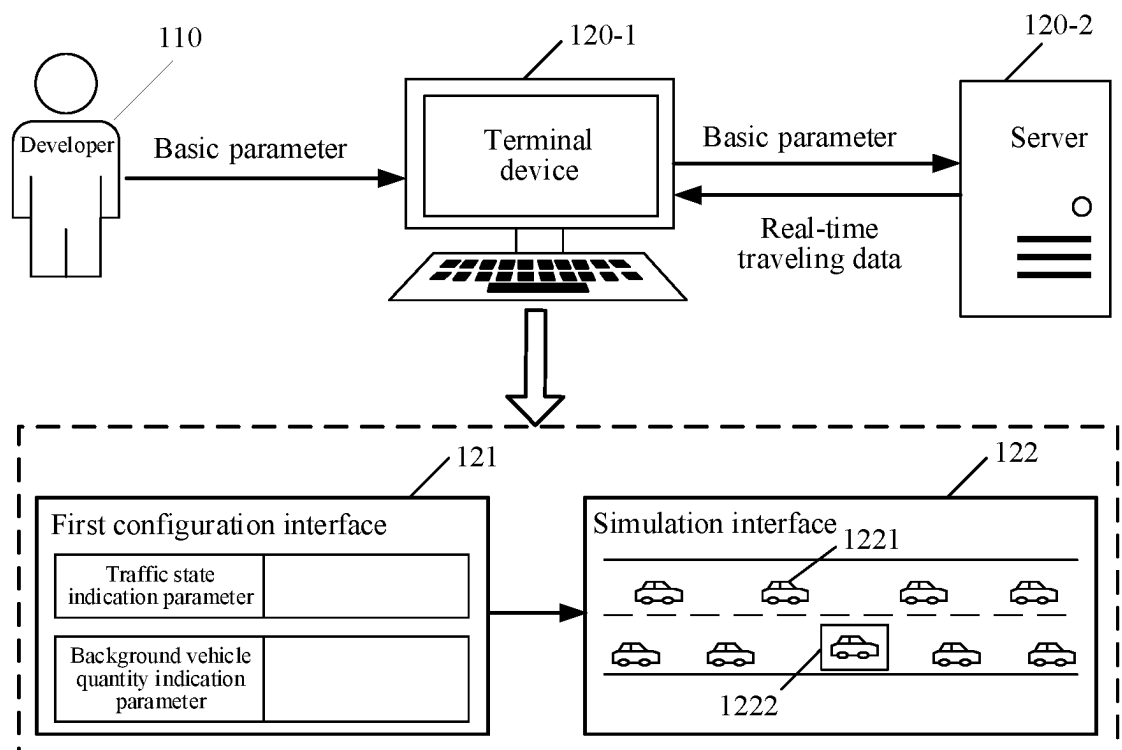 110
120-1
120-2
Developer
Basic parameter
Terminal
device
Basic parameter
Server
Real-time
traveling data
121
122
First configuration interface
Traffic state
indication parameter
Background vehicle
quantity indication
parameter
Simulation interface
1221
1222